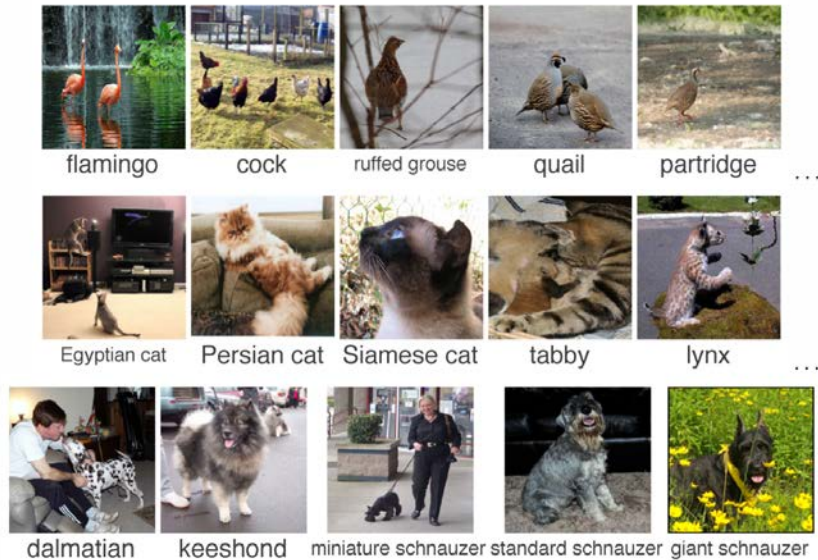 flamingo cock ruffed grouse quail partridge ...
Egyptian cat Persian cat Siamese cat tabby lynx ...
dalmatian keeshond miniature schnauzer standard schnauzer giant schnauzer